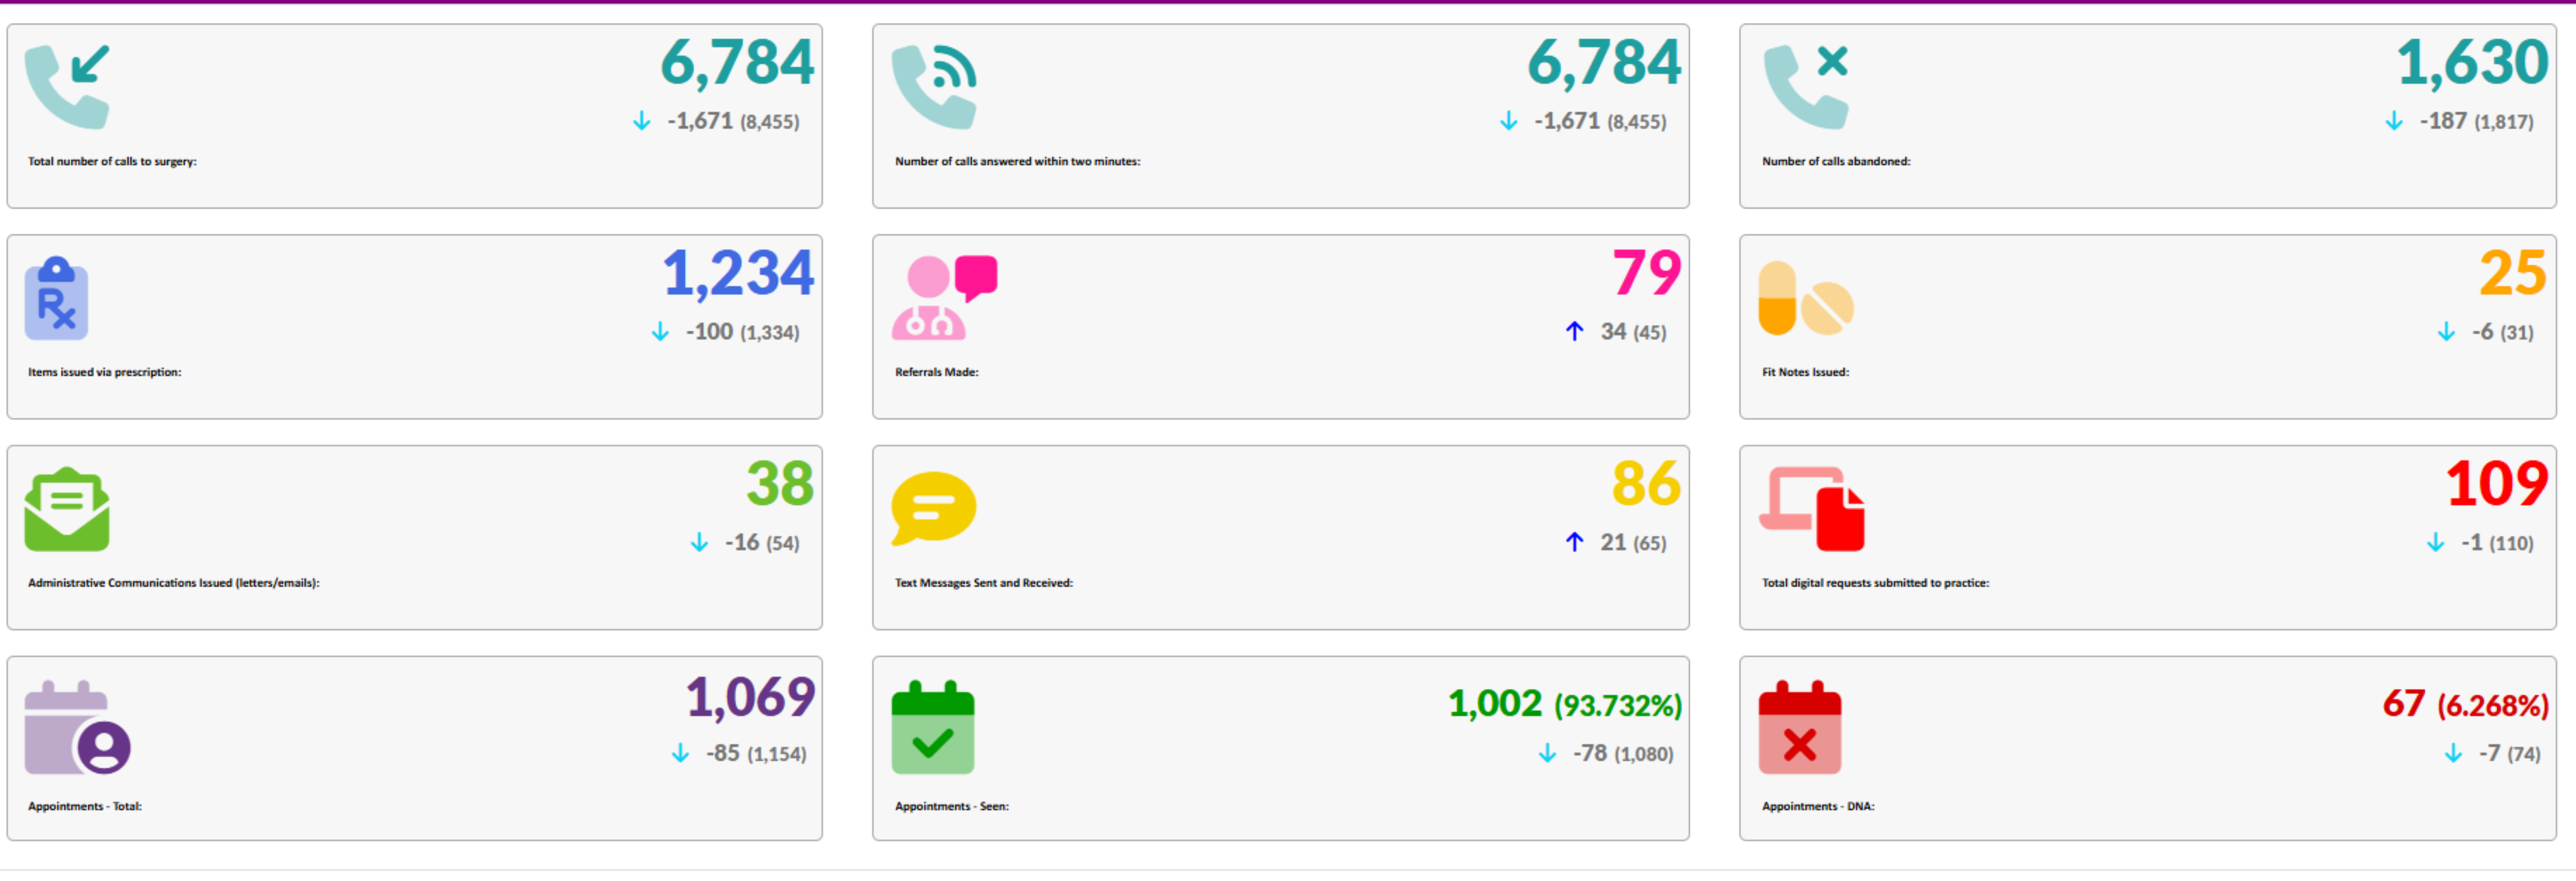 6,784
-1,671 (8,455)
Total number of calls to surgery:
6,784
-1,671 (8,455)
Number of calls answered within two minutes:
1,630
-187 (1,817)
Number of calls abandoned:
Rx
1,234
-100 (1,334)
Items issued via prescription:
79
34 (45)
Referrals Made:
25
-6 (31)
Fit Notes Issued:
38
-16 (54)
Administrative Communications Issued (letters/emails):
86
21 (65)
Text Messages Sent and Received:
109
-1 (110)
Total digital requests submitted to practice:
1,069
-85 (1,154)
Appointments - Total:
1,002 (93.732%)
-78 (1,080)
Appointments - Seen:
67 (6.268%)
-7 (74)
Appointments - DNA: